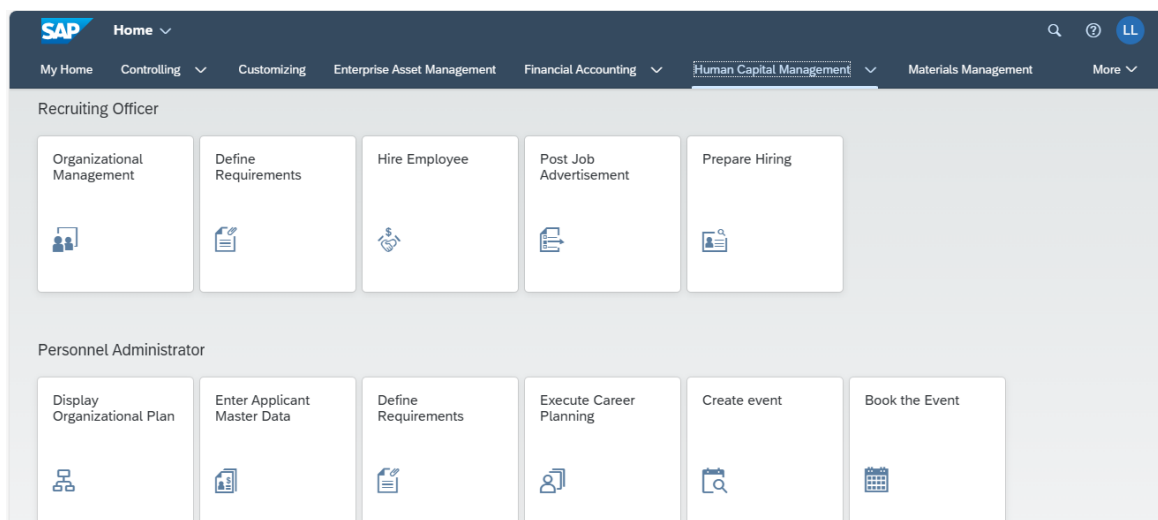 SAP Home
LL
My Home Controlling Customizing Enterprise Asset Management Financial Accounting Human Capital Management Materials Management More
Recruiting Officer
Organizational
Management
Define
Requirements
Hire Employee
Post Job
Advertisement
Prepare Hiring
Personnel Administrator
Display
Organizational Plan
Enter Applicant
Master Data
Define
Requirements
Execute Career
Planning
Create event
Book the Event